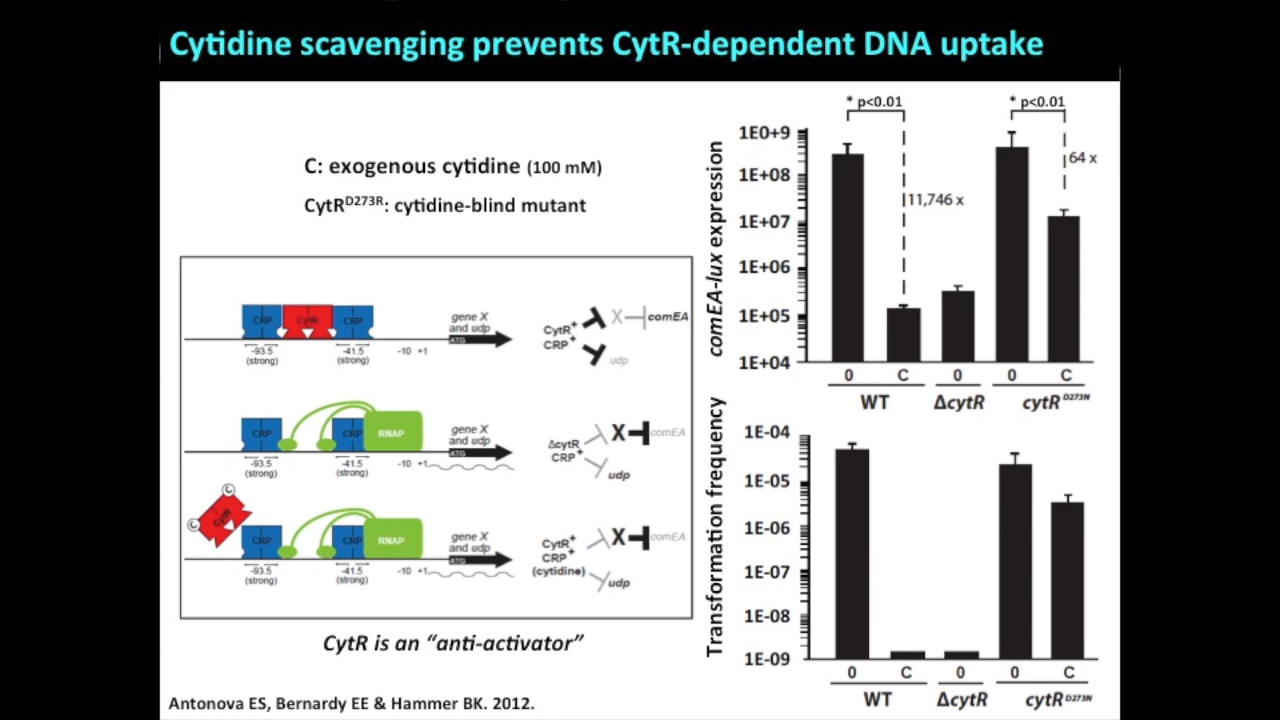 Cytidine scavenging prevents CytR-dependent DNA uptake
C: exogenous cytidine (100 mM)
CytRD273R: cytidine-blind mutant
CRP CytR CRP
-93.5
(strong)
-41.5
(strong)
-10 +1
gene X
and udp
ATG
CytR+
CRP+
X
comEA
udp
CRP CRP RNAP
-93.5
(strong)
-41.5
(strong)
-10 +1
gene X
and udp
ATG
ΔcytR
CRP+
X
comEA
udp
C
C
CytR
CRP CRP RNAP
-93.5
(strong)
-41.5
(strong)
-10 +1
gene X
and udp
ATG
CytR+
CRP+
(cytidine)
X
comEA
udp
CytR is an “anti-activator”
Antonova ES, Bernardy EE & Hammer BK. 2012.
comEA-lux expression
* p<0.01
* p<0.01
1E0+9
1E+08
1E+07
1E+06
1E+05
1E+04
11,746 x
64 x
0 C 0 0 C
WT ΔcytR cytR D273N
Transformation frequency
1E-04
1E-05
1E-06
1E-07
1E-08
1E-09
0 C 0 0 C
WT ΔcytR cytR D273N